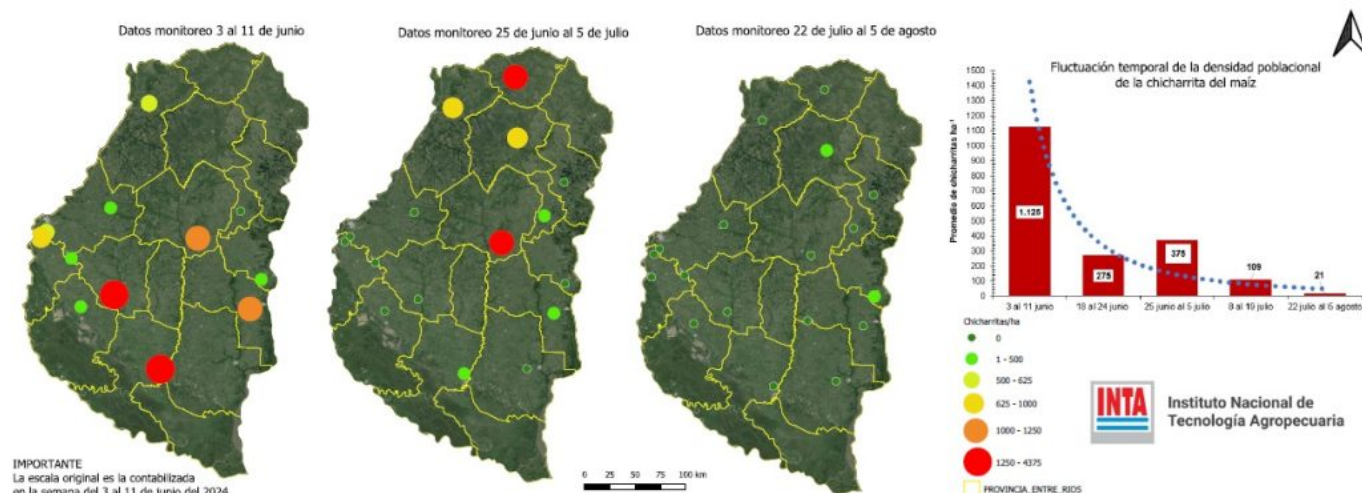 Datos monitoreo 3 al 11 de junio
Datos monitoreo 25 de junio al 5 de julio
Datos monitoreo 22 de julio al 5 de agosto
Fluctuación temporal de la densidad poblacional
de la chicharrita del maíz
Promedio de chicharritas ha⁻¹
1500
1400
1300
1200
1100
1000
900
800
700
600
500
400
300
200
100
0
1.125
275
375
109
21
3 al 11 junio
18 al 24 junio
25 junio al 5 julio
8 al 19 julio
22 julio al 5 agosto
Chicharritas/ha
0
1 - 500
500 - 625
625 - 1000
1000 - 1250
1250 - 4375
PROVINCIA_ENTRE_RIOS
INTA
Instituto Nacional de
Tecnología Agropecuaria
0 25 50 75 100 km
IMPORTANTE
La escala original es la contabilizada
en la semana del 3 al 11 de junio del 2024